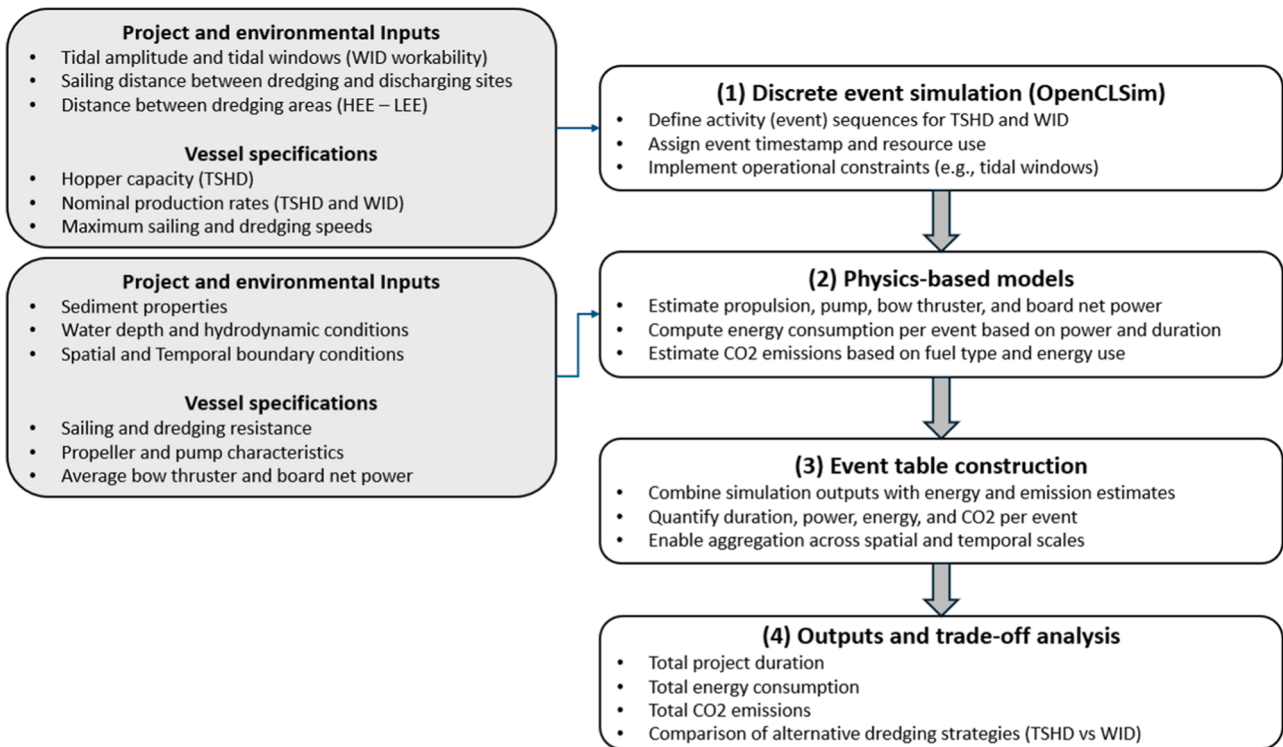 Project and environmental Inputs
• Tidal amplitude and tidal windows (WID workability)
• Sailing distance between dredging and discharging sites
• Distance between dredging areas (HEE – LEE)
Vessel specifications
• Hopper capacity (TSHD)
• Nominal production rates (TSHD and WID)
• Maximum sailing and dredging speeds
Project and environmental Inputs
• Sediment properties
• Water depth and hydrodynamic conditions
• Spatial and Temporal boundary conditions
Vessel specifications
• Sailing and dredging resistance
• Propeller and pump characteristics
• Average bow thruster and board net power
(1) Discrete event simulation (OpenCLSim)
• Define activity (event) sequences for TSHD and WID
• Assign event timestamp and resource use
• Implement operational constraints (e.g., tidal windows)
(2) Physics-based models
• Estimate propulsion, pump, bow thruster, and board net power
• Compute energy consumption per event based on power and duration
• Estimate CO2 emissions based on fuel type and energy use
(3) Event table construction
• Combine simulation outputs with energy and emission estimates
• Quantify duration, power, energy, and CO2 per event
• Enable aggregation across spatial and temporal scales
(4) Outputs and trade-off analysis
• Total project duration
• Total energy consumption
• Total CO2 emissions
• Comparison of alternative dredging strategies (TSHD vs WID)